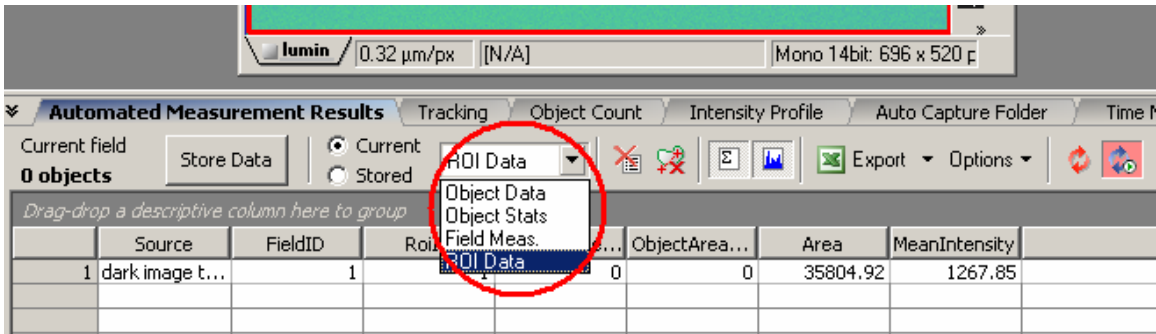 lumin 0.32 µm/px [N/A] Mono 14bit: 696 x 520 p
Automated Measurement Results Tracking Object Count Intensity Profile Auto Capture Folder Time
Current field
0 objects
Store Data
Current
Stored
ROI Data
Σ
Export Options
Object Data
Object Stats
Field Meas.
ROI Data
Drag-drop a descriptive column here to group
Source FieldID ... ObjectArea... Area MeanIntensity
1 dark image t... 1 1 0 0 35804.92 1267.85